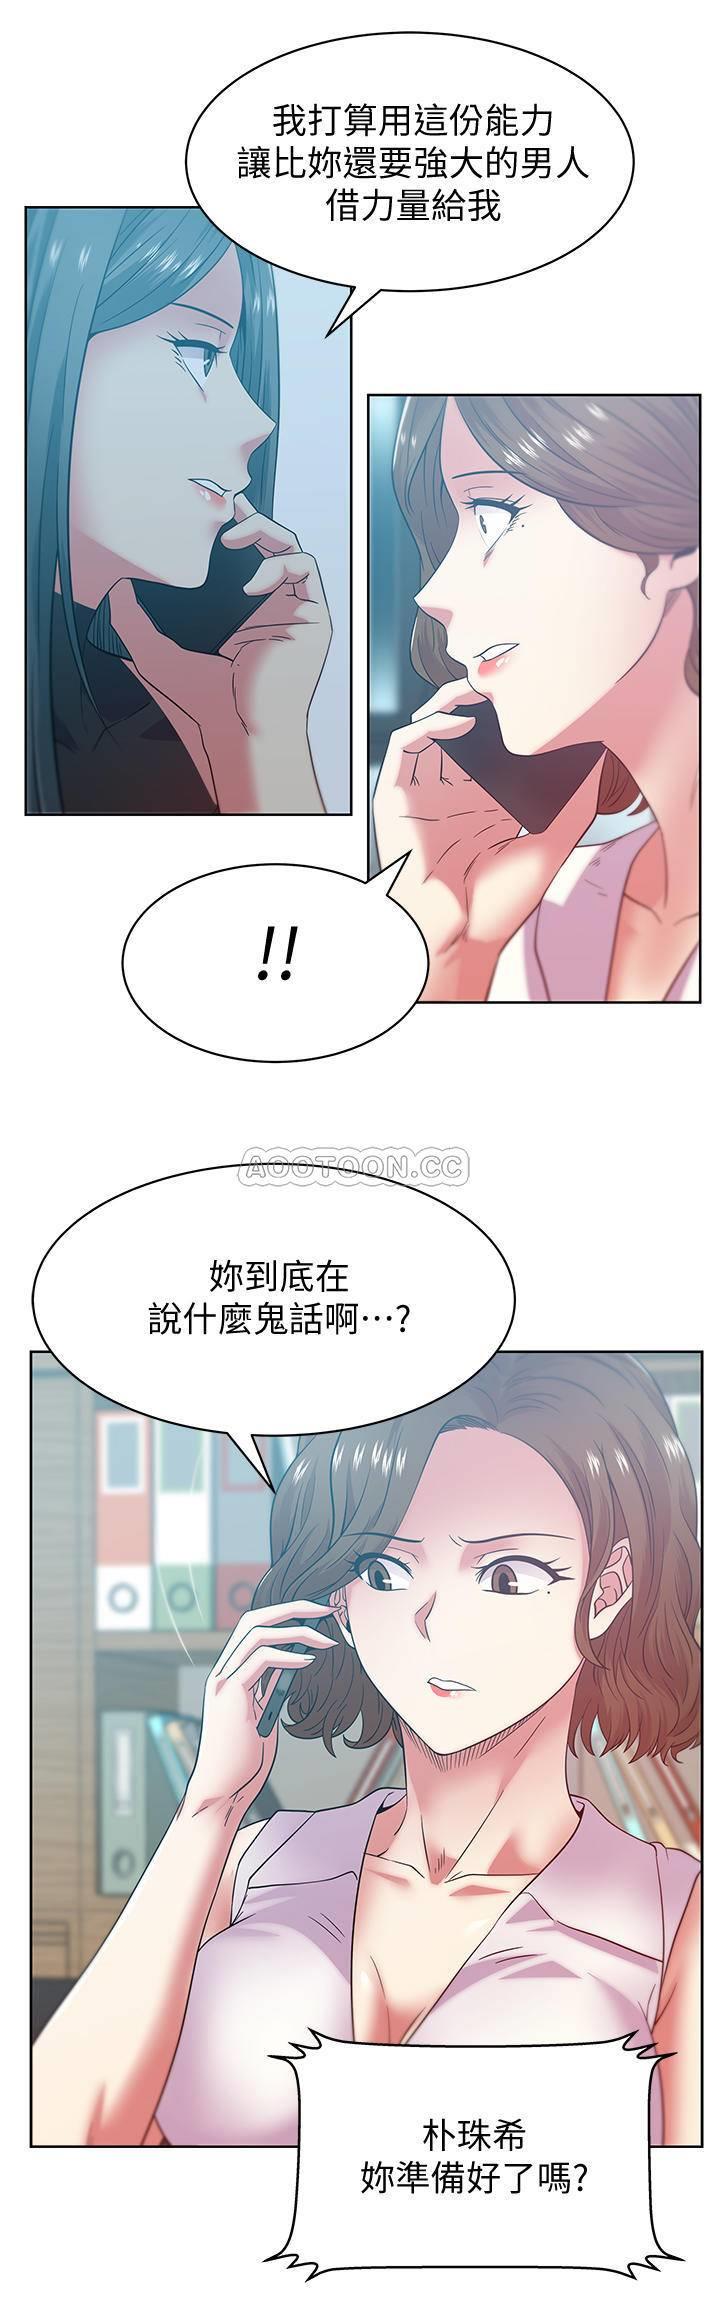 我打算用這份能力
讓比妳還要強大的男人
借力量給我
!!
AOOTOON.CC
妳到底在
說什麼鬼話啊…?
朴珠希
妳準備好了嗎?